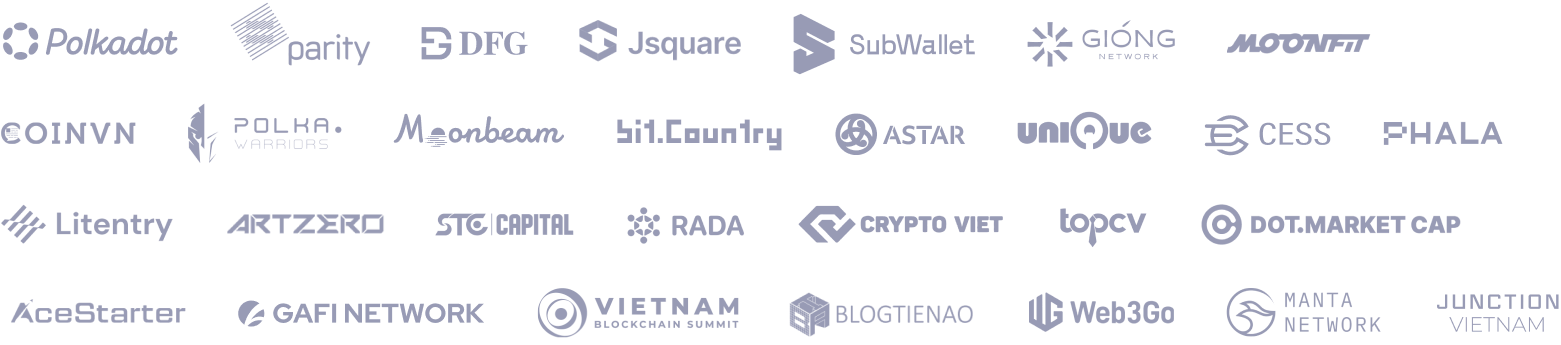 Polkadot parity DFG Jsquare SubWallet GIÓNG NETWORK MOONFIT
COINVN POLKA. WARRIORS Moonbeam bit.Country ASTAR uniQue CESS PHALA
Litentry ARTZERO STC CAPITAL RADA CRYPTO VIET topcv DOT.MARKET CAP
AceStarter GAFI NETWORK VIETNAM BLOCKCHAIN SUMMIT BLOGTIENAO Web3Go MANTA NETWORK JUNCTION VIETNAM